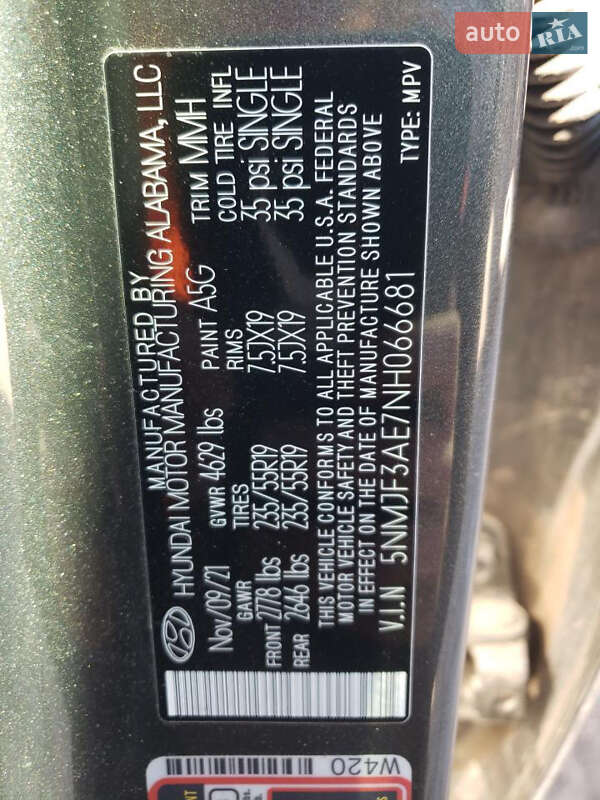 auto RIA
.com
MANUFACTURED BY
HYUNDAI MOTOR MANUFACTURING ALABAMA, LLC
Nov/09/21 GVWR 4629 lbs PAINT A5G TRIM MMH
GAWR TIRES RIMS COLD TIRE INFL
FRONT 2778 lbs 235/55R19 7.5JX19 35 psi SINGLE
REAR 2646 lbs 235/55R19 7.5JX19 35 psi SINGLE
THIS VEHICLE CONFORMS TO ALL APPLICABLE U.S.A. FEDERAL
MOTOR VEHICLE SAFETY AND THEFT PREVENTION STANDARDS
IN EFFECT ON THE DATE OF MANUFACTURE SHOWN ABOVE
V.I.N 5NMJF3AE7NH066681 TYPE: MPV
W420